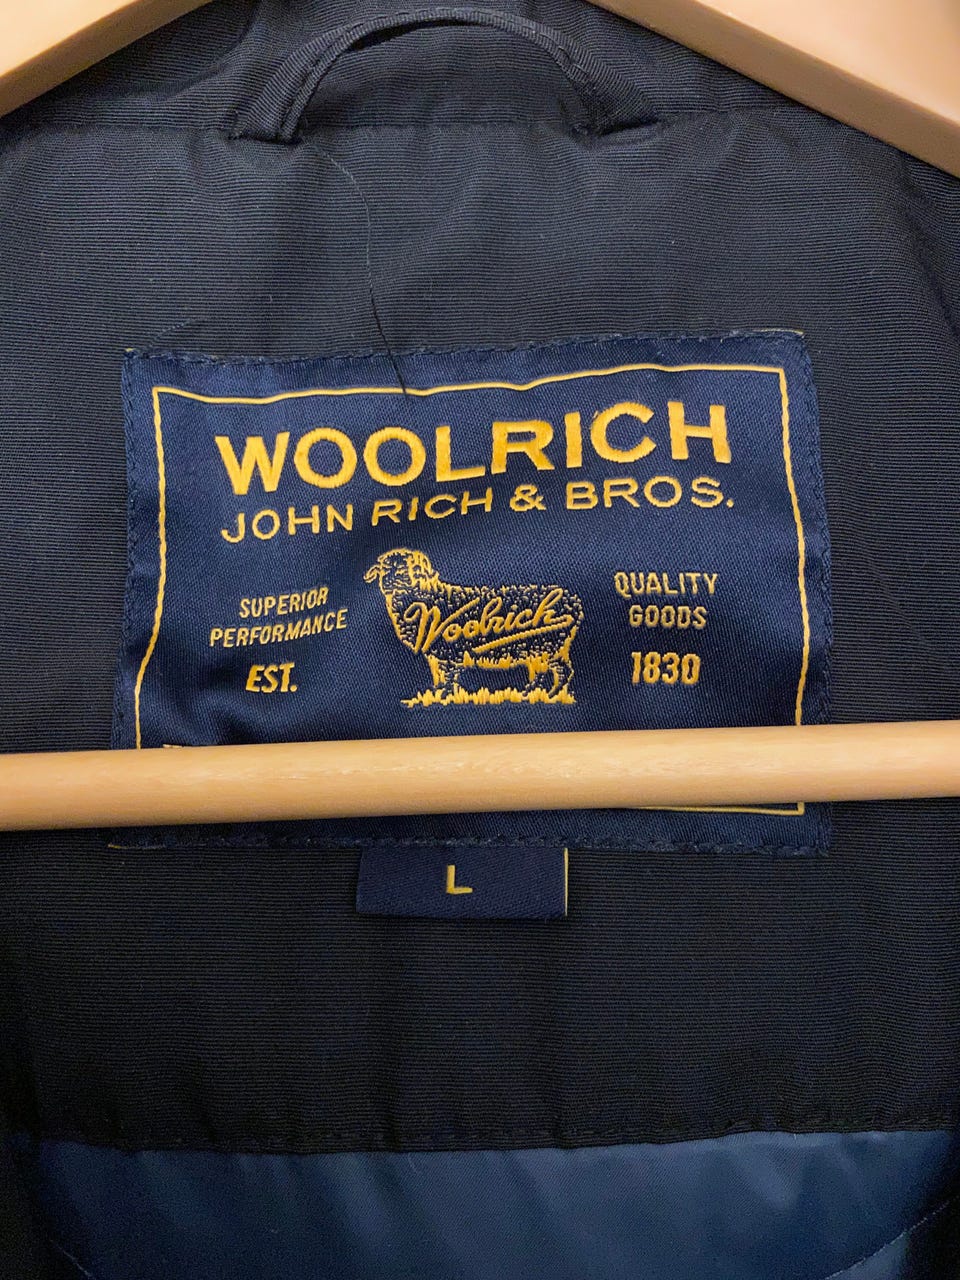 WOOLRICH
JOHN RICH & BROS.
SUPERIOR
PERFORMANCE
EST.
Woolrich
QUALITY
GOODS
1830
L